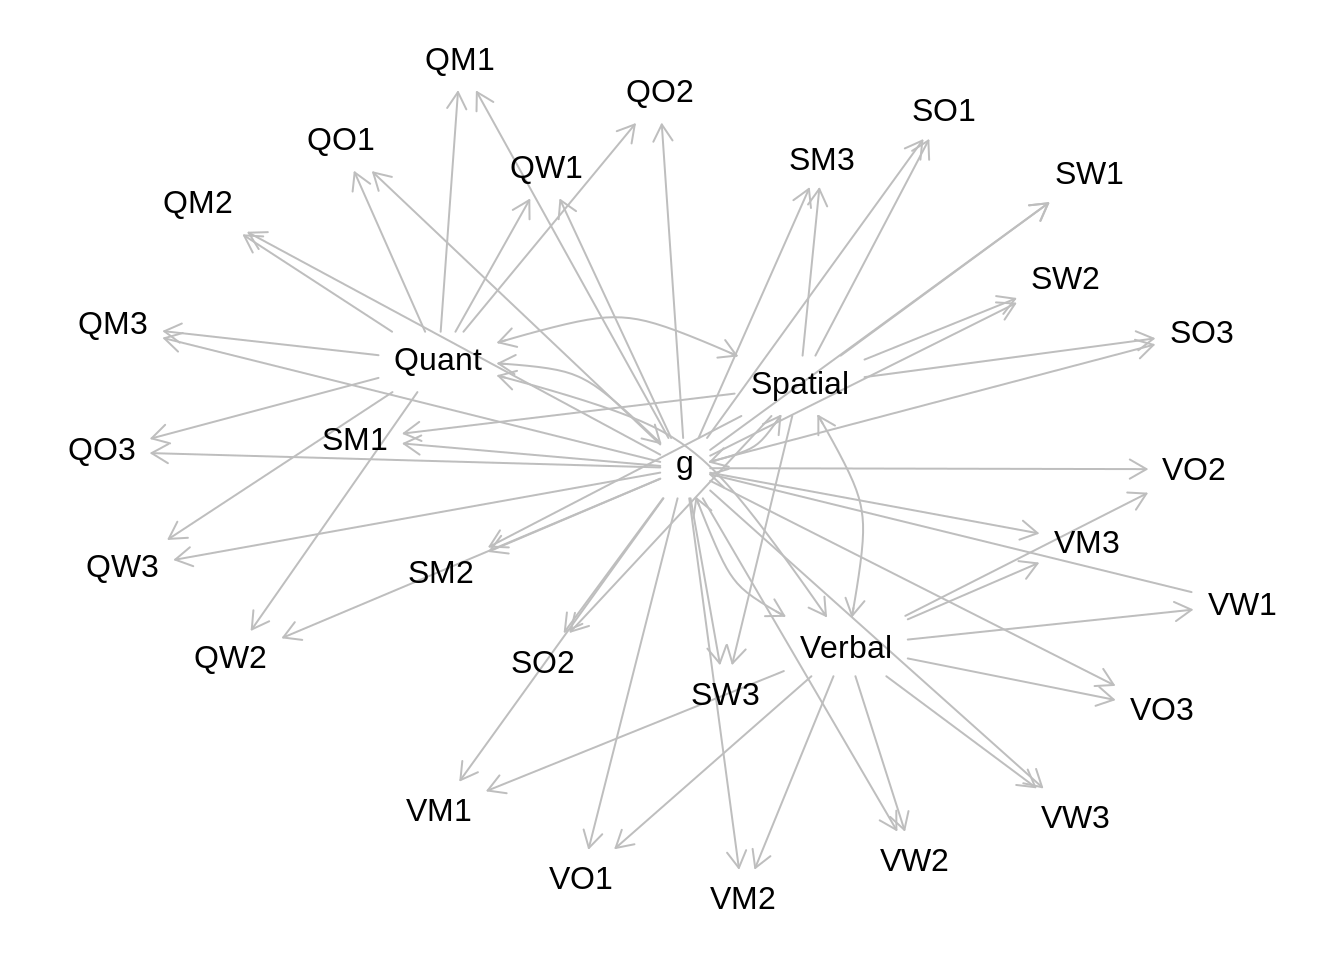 QM1
QO2
SO1
QO1
SM3
QW1
SW1
QM2
SW2
QM3
SO3
Quant
Spatial
SM1
QO3
g
VO2
VM3
QW3
SM2
VW1
Verbal
QW2
SO2
SW3
VO3
VM1
VW3
VW2
VO1
VM2